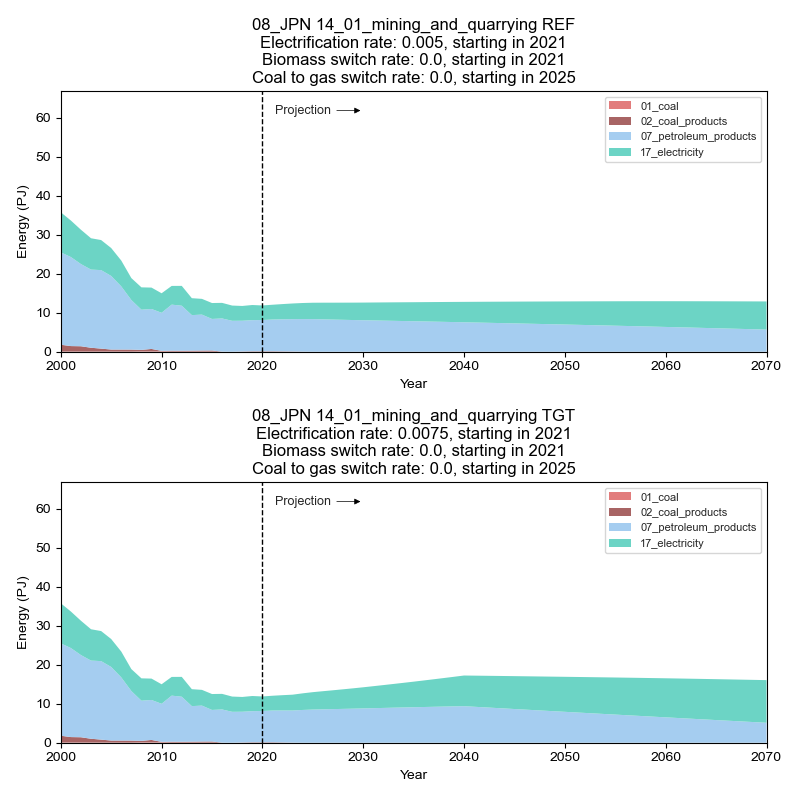 08_JPN 14_01_mining_and_quarrying REF
Electrification rate: 0.005, starting in 2021
Biomass switch rate: 0.0, starting in 2021
Coal to gas switch rate: 0.0, starting in 2025
Projection
01_coal
02_coal_products
07_petroleum_products
17_electricity
Energy (PJ)
60
50
40
30
20
10
0
2000 2010 2020 2030 2040 2050 2060 2070
Year
08_JPN 14_01_mining_and_quarrying TGT
Electrification rate: 0.0075, starting in 2021
Biomass switch rate: 0.0, starting in 2021
Coal to gas switch rate: 0.0, starting in 2025
Projection
01_coal
02_coal_products
07_petroleum_products
17_electricity
Energy (PJ)
60
50
40
30
20
10
0
2000 2010 2020 2030 2040 2050 2060 2070
Year